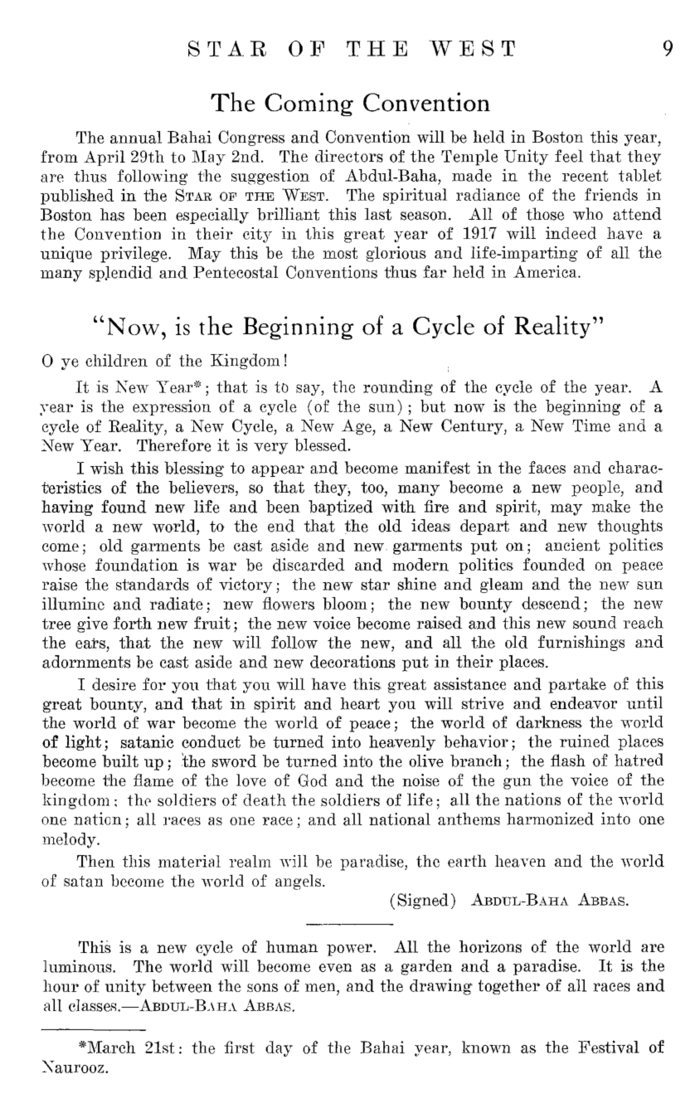 STAR OF THE WEST 9
The Coming Convention
The annual Bahai Congress and Convention will be held in Boston this year,
from April 29th to May 2nd. The directors of the Temple Unity feel that they
are thus following the suggestion of Abdul-Baha, made in the recent tablet
published in the STAR OF THE WEST. The spiritual radiance of the friends in
Boston has been especially brilliant this last season. All of those who attend
the Convention in their city in this great year of 1917 will indeed have a
unique privilege. May this be the most glorious and life-imparting of all the
many splendid and Pentecostal Conventions thus far held in America.
"Now, is the Beginning of a Cycle of Reality"
O ye children of the Kingdom!
It is New Year*; that is to say, the rounding of the cycle of the year. A
year is the expression of a cycle (of the sun); but now is the beginning of a
cycle of Reality, a New Cycle, a New Age, a New Century, a New Time and a
New Year. Therefore it is very blessed.
I wish this blessing to appear and become manifest in the faces and charac-
teristics of the believers, so that they, too, many become a new people, and
having found new life and been baptized with fire and spirit, may make the
world a new world, to the end that the old ideas depart and new thoughts
come; old garments be cast aside and new garments put on; ancient politics
whose foundation is war be discarded and modern politics founded on peace
raise the standards of victory; the new star shine and gleam and the new sun
illumine and radiate; new flowers bloom; the new bounty descend; the new
tree give forth new fruit; the new voice become raised and this new sound reach
the ears, that the new will follow the new, and all the old furnishings and
adornments be cast aside and new decorations put in their places.
I desire for you that you will have this great assistance and partake of this
great bounty, and that in spirit and heart you will strive and endeavor until
the world of war become the world of peace; the world of darkness the world
of light; satanic conduct be turned into heavenly behavior; the ruined places
become built up; the sword be turned into the olive branch; the flash of hatred
become the flame of the love of God and the noise of the gun the voice of the
kingdom: the soldiers of death the soldiers of life; all the nations of the world
one nation; all races as one race; and all national anthems harmonized into one
melody.
Then this material realm will be paradise, the earth heaven and the world
of satan become the world of angels.
(Signed) ABDUL-BAHA ABBAS.
This is a new cycle of human power. All the horizons of the world are
luminous. The world will become even as a garden and a paradise. It is the
hour of unity between the sons of men, and the drawing together of all races and
all classes.—ABDUL-BAHA ABBAS.
*March 21st: the first day of the Bahai year, known as the Festival of
Naurooz.